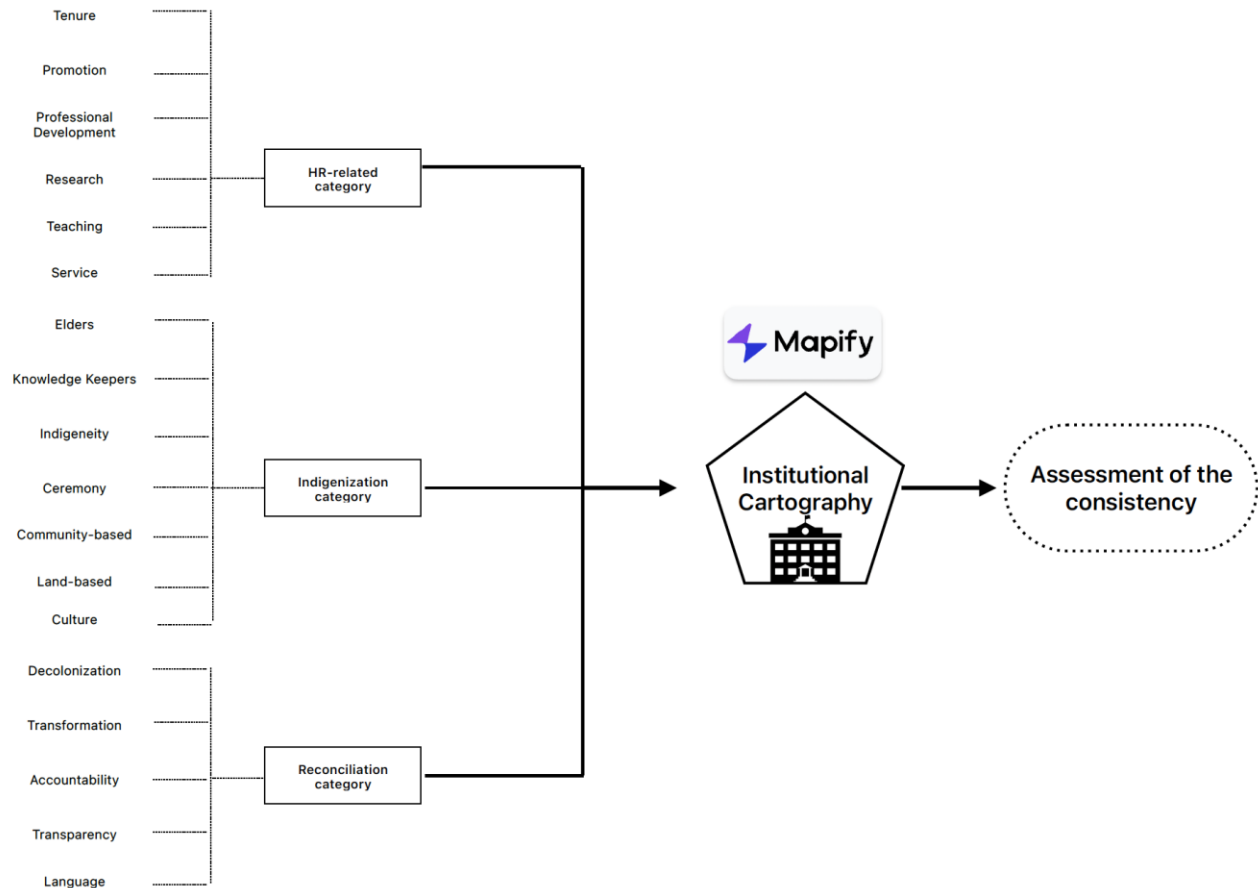 Tenure
Promotion
Professional
Development
Research
Teaching
Service
HR-related
category
Elders
Knowledge Keepers
Indigeneity
Ceremony
Community-based
Land-based
Culture
Indigenization
category
Decolonization
Transformation
Accountability
Transparency
Language
Reconciliation
category
Mapify
Institutional
Cartography
Assessment of the
consistency